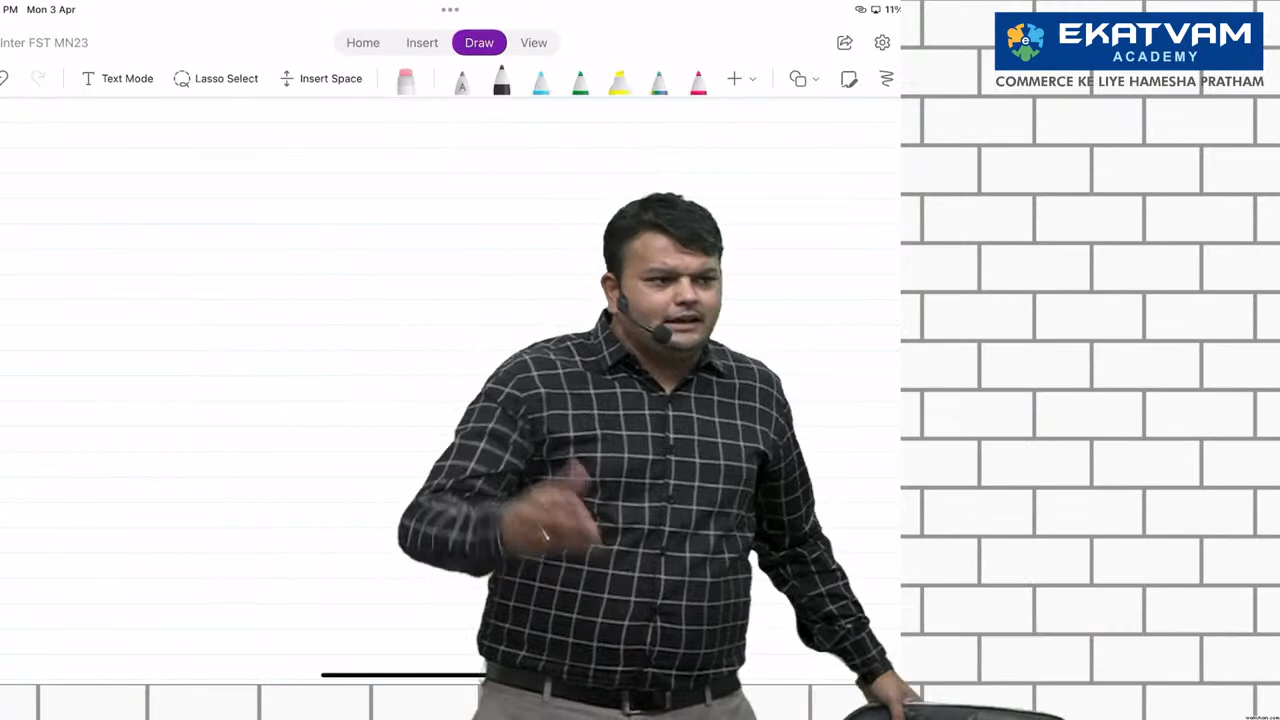 PM Mon 3 Apr
11%
Inter FST MN23
Home Insert Draw View
Text Mode
Lasso Select
Insert Space
A
EKATVAM
ACADEMY
COMMERCE KE LIYE HAMESHA PRATHAM